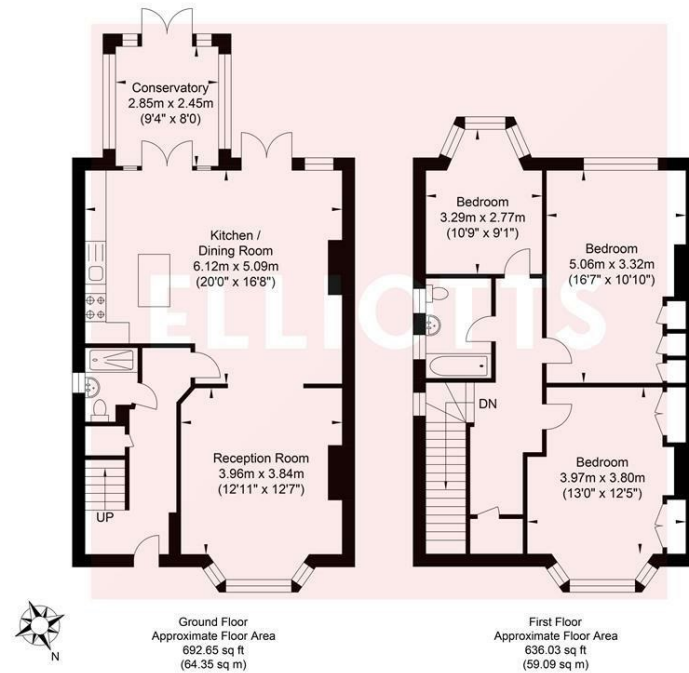 Conservatory
2.85m x 2.45m
(9'4" x 8'0)
Kitchen /
Dining Room
6.12m x 5.09m
(20'0" x 16'8")
Reception Room
3.96m x 3.84m
(12'11" x 12'7")
UP
Bedroom
3.29m x 2.77m
(10'9" x 9'1")
Bedroom
5.06m x 3.32m
(16'7" x 10'10")
DN
Bedroom
3.97m x 3.80m
(13'0" x 12'5")
ELLIOTTS
N
Ground Floor
Approximate Floor Area
692.65 sq ft
(64.35 sq m)
First Floor
Approximate Floor Area
636.03 sq ft
(59.09 sq m)